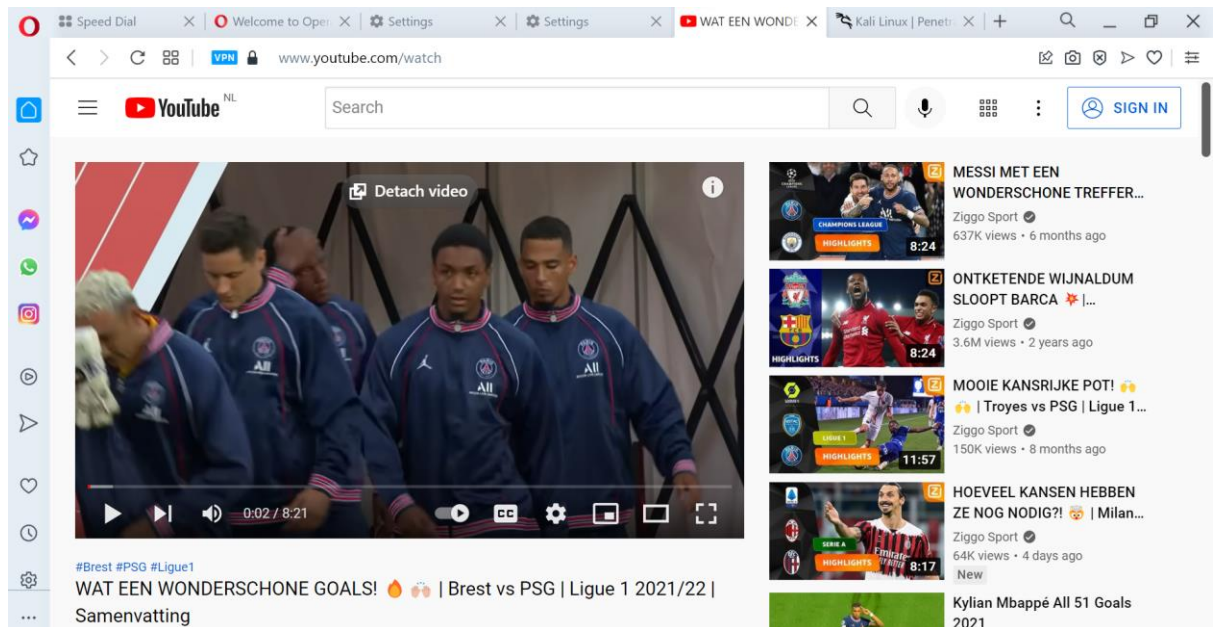 Speed Dial
Welcome to Oper
Settings
Settings
WAT EEN WONDE
Kali Linux | Penetr
VPN
www.youtube.com/watch
YouTube NL
Search
SIGN IN
Detach video
All
All
0:02 / 8:21
CC
#Brest #PSG #Ligue1
WAT EEN WONDERSCHONE GOALS! 🔥 🙌 | Brest vs PSG | Ligue 1 2021/22 |
Samenvatting
CHAMPIONS LEAGUE
HIGHLIGHTS
8:24
MESSI MET EEN
WONDERSCHONE TREFFER...
Ziggo Sport
637K views • 6 months ago
HIGHLIGHTS
8:24
ONTKETENDE WIJNALDUM
SLOOPT BARCA 💥 |...
Ziggo Sport
3.6M views • 2 years ago
LIGUE 1
HIGHLIGHTS
11:57
MOOIE KANSRIJKE POT! 🙌
🙌 | Troyes vs PSG | Ligue 1...
Ziggo Sport
150K views • 8 months ago
SERIE A
HIGHLIGHTS
Emirates
8:17
HOEVEEL KANSEN HEBBEN
ZE NOG NODIG?! 🤯 | Milan...
Ziggo Sport
64K views • 4 days ago
New
Kylian Mbappé All 51 Goals
2021